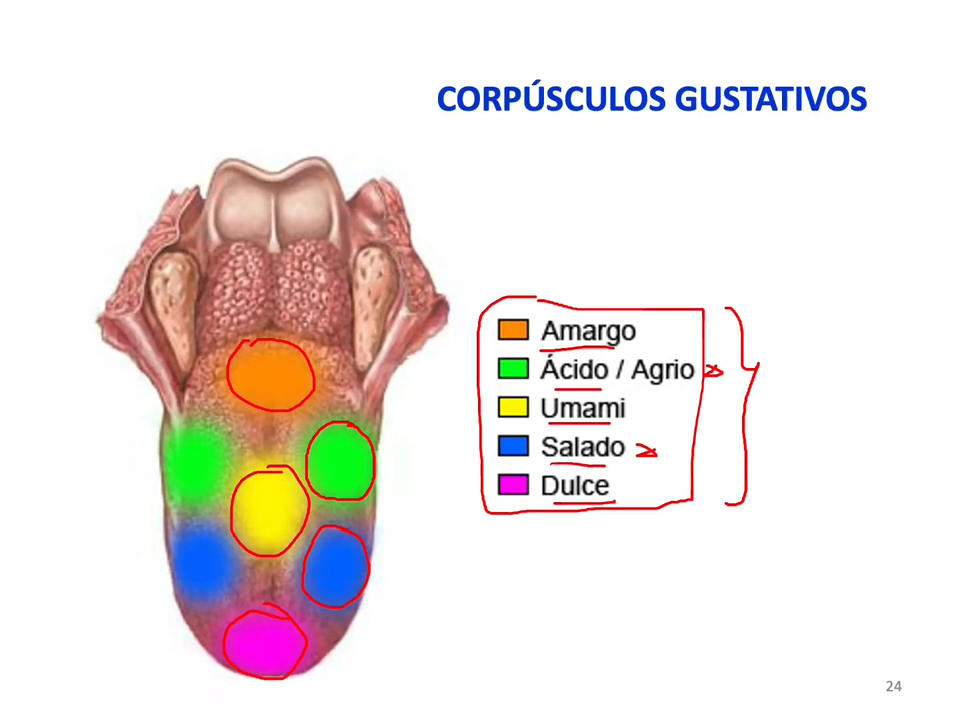 CORPÚSCULOS GUSTATIVOS
Amargo
Ácido / Agrio
Umami
Salado
Dulce
24